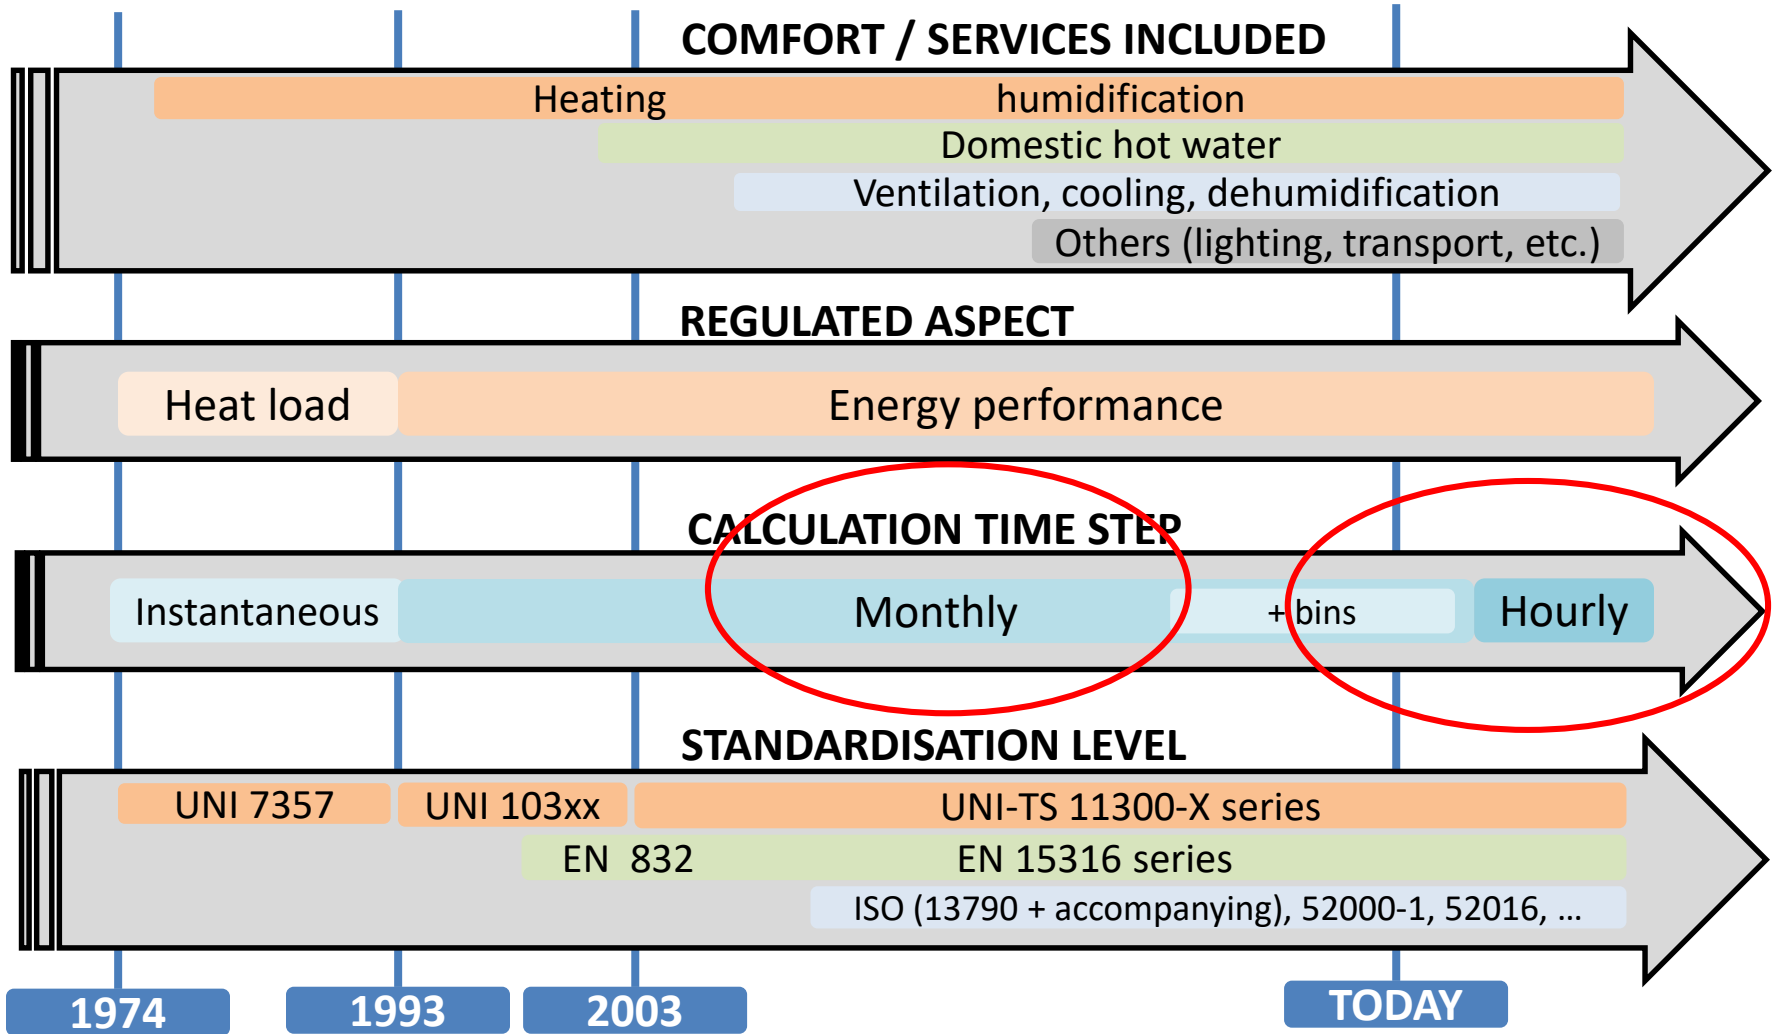 COMFORT / SERVICES INCLUDED
Heating humidification
Domestic hot water
Ventilation, cooling, dehumidification
Others (lighting, transport, etc.)
REGULATED ASPECT
Heat load Energy performance
CALCULATION TIME STEP
Instantaneous Monthly + bins Hourly
STANDARDISATION LEVEL
UNI 7357 UNI 103xx UNI-TS 11300-X series
EN 832 EN 15316 series
ISO (13790 + accompanying), 52000-1, 52016, ...
1974 1993 2003 TODAY